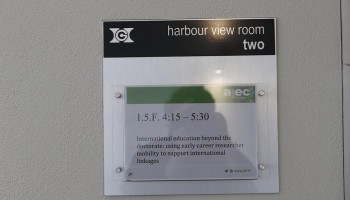 harbour view room
two
aiec
1.5.F. 4:15 – 5:30
International education beyond the
doctorate: using early career researcher
mobility to support international
linkages